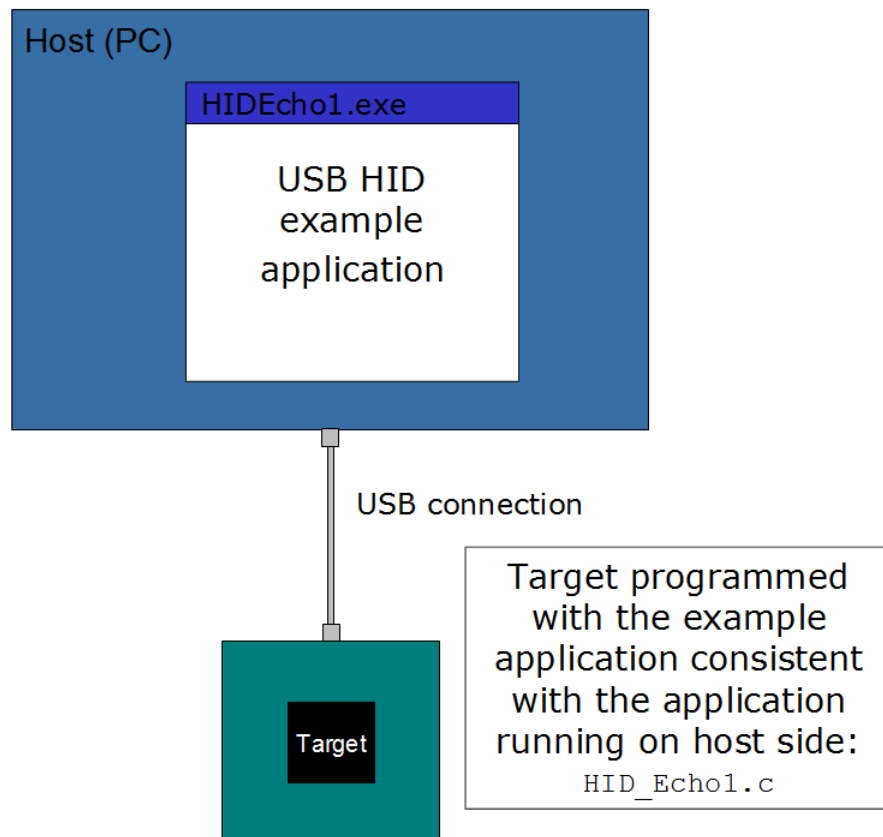 Host (PC)
HIDEcho1.exe
USB HID
example
application
USB connection
Target programmed
with the example
application consistent
with the application
running on host side:
HID_Echo1.c
Target